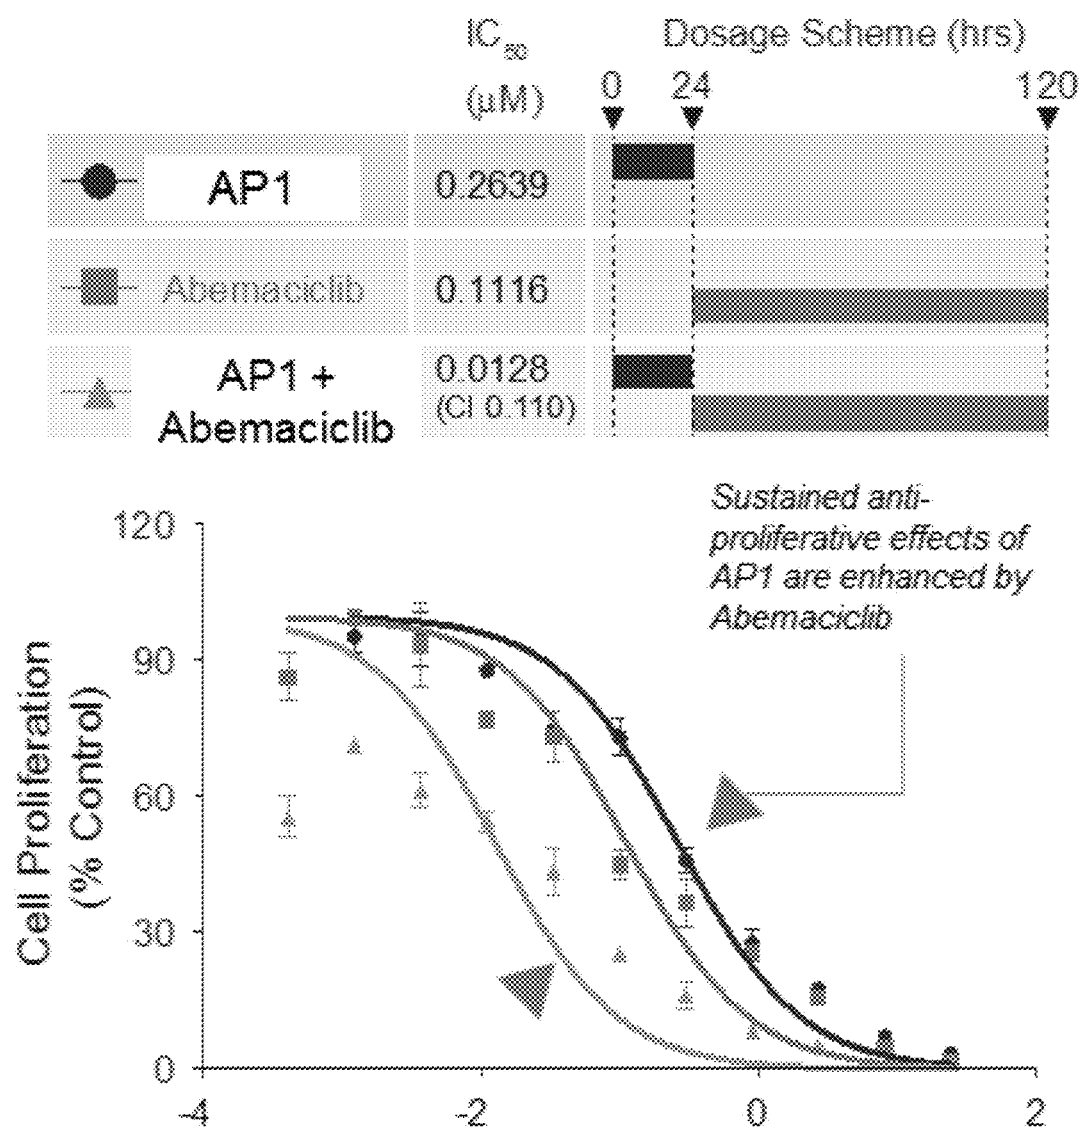 IC50 Dosage Scheme (hrs)
(μM) 0 24 120
AP1 0.2639
Abemaciclib 0.1116
AP1 + 0.0128
Abemaciclib (CI 0.110)
Sustained anti-
proliferative effects of
AP1 are enhanced by
Abemaciclib
Cell Proliferation
(% Control)
120
90
60
30
0
-4 -2 0 2